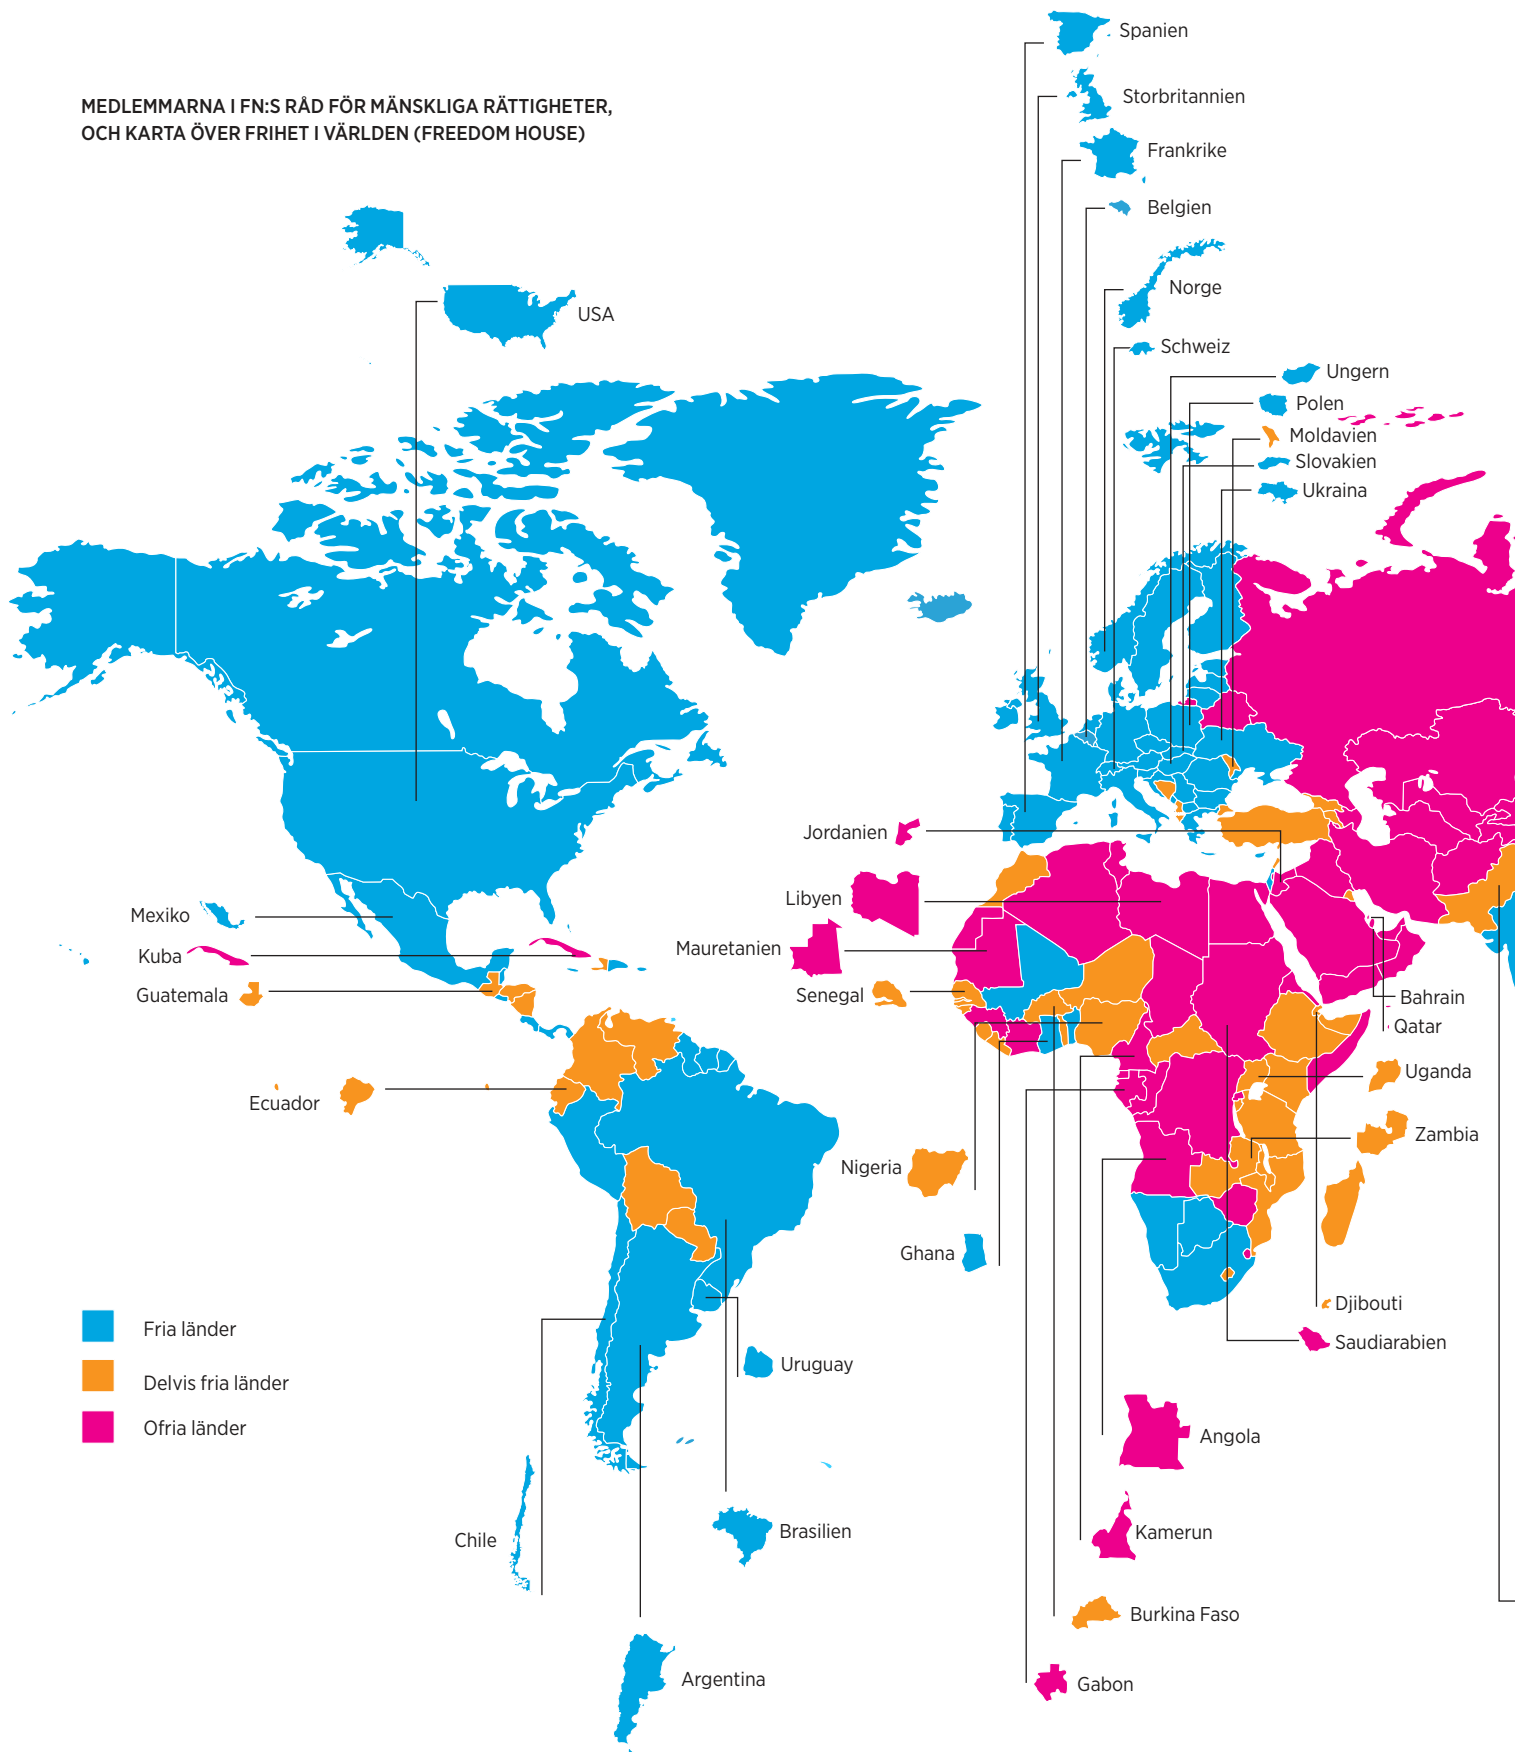 MEDLEMMARNA I FN:S RÅD FÖR MÄNSKLIGA RÄTTIGHETER,
OCH KARTA ÖVER FRIHET I VÄRLDEN (FREEDOM HOUSE)
Spanien
Storbritannien
Frankrike
Belgien
Norge
Schweiz
Ungern
Polen
Moldavien
Slovakien
Ukraina
USA
Mexiko
Kuba
Guatemala
Ecuador
Jordanien
Libyen
Mauretanien
Senegal
Nigeria
Ghana
Bahrain
Qatar
Uganda
Zambia
Djibouti
Saudiarabien
Angola
Kamerun
Burkina Faso
Gabon
Uruguay
Brasilien
Chile
Argentina
Fria länder
Delvis fria länder
Ofria länder